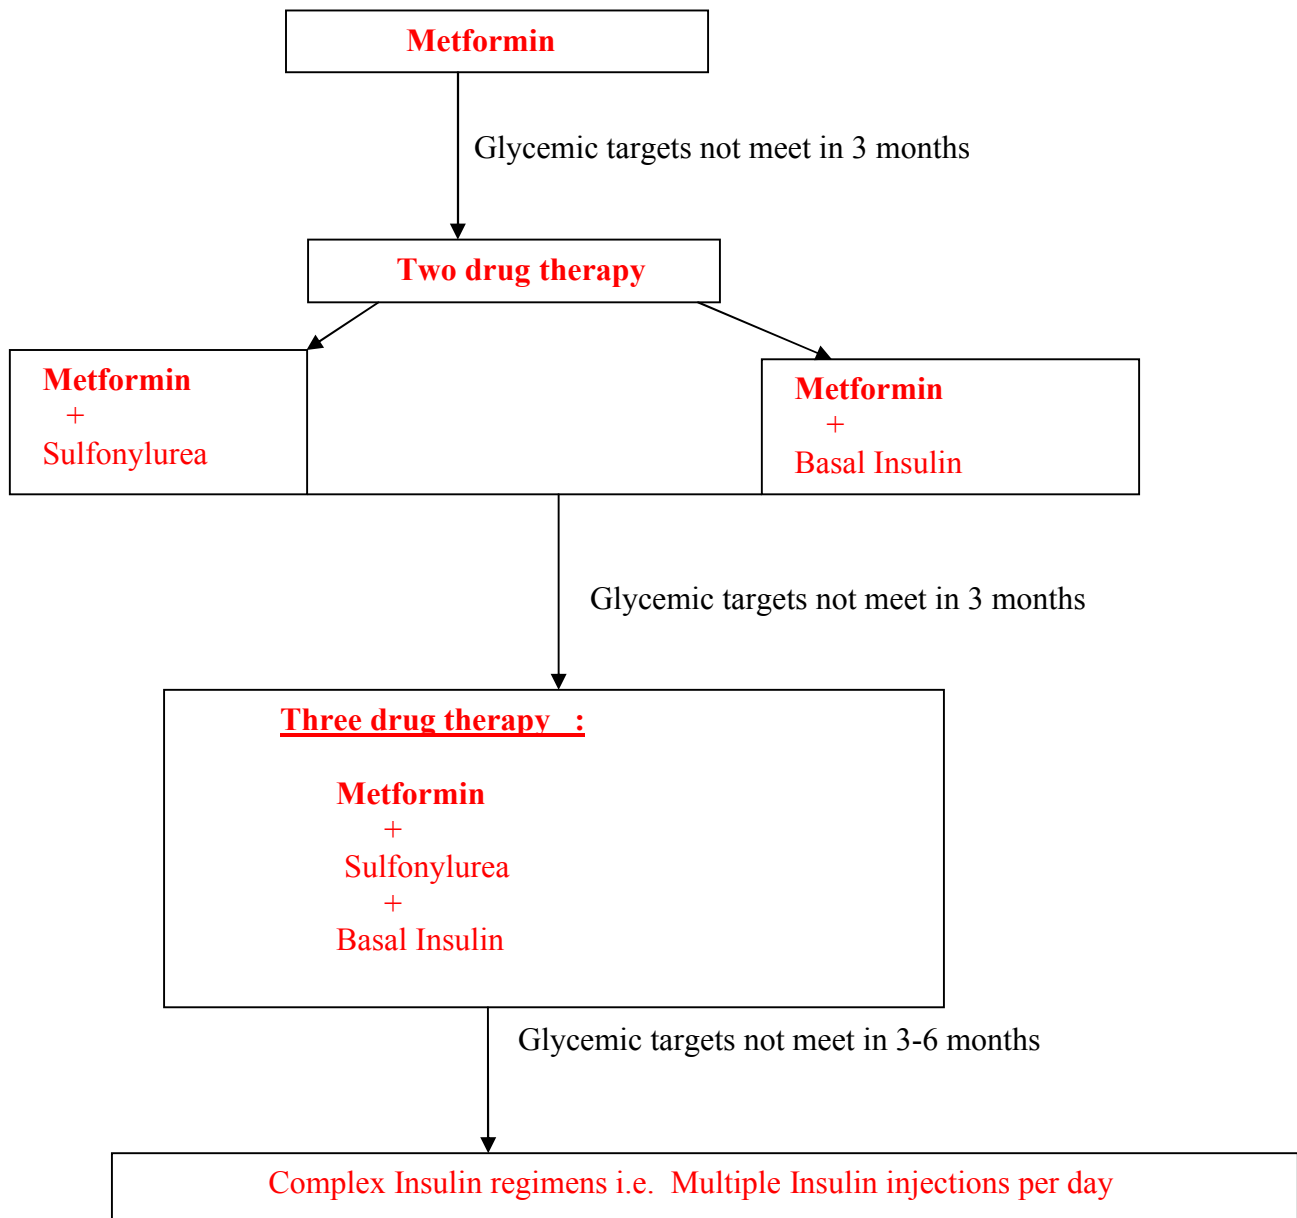 Metformin
Glycemic targets not meet in 3 months
Two drug therapy
Metformin
+
Sulfonylurea
Metformin
+
Basal Insulin
Glycemic targets not meet in 3 months
Three drug therapy :
Metformin
+
Sulfonylurea
+
Basal Insulin
Glycemic targets not meet in 3-6 months
Complex Insulin regimens i.e. Multiple Insulin injections per day